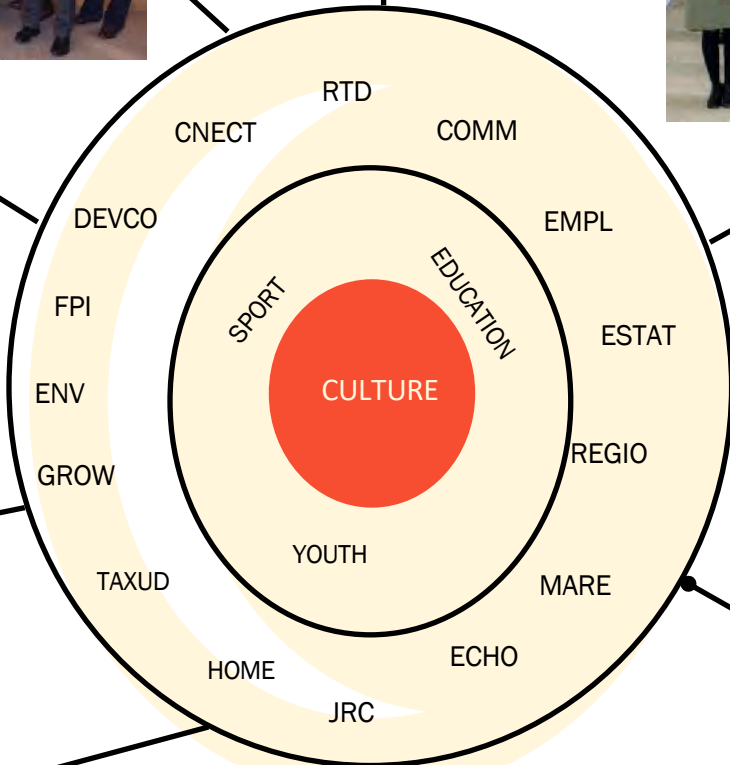 RTD
CNECT
COMM
DEVCO
EMPL
SPORT
EDUCATION
FPI
ESTAT
ENV
CULTURE
GROW
REGIO
YOUTH
TAXUD
MARE
HOME
ECHO
JRC